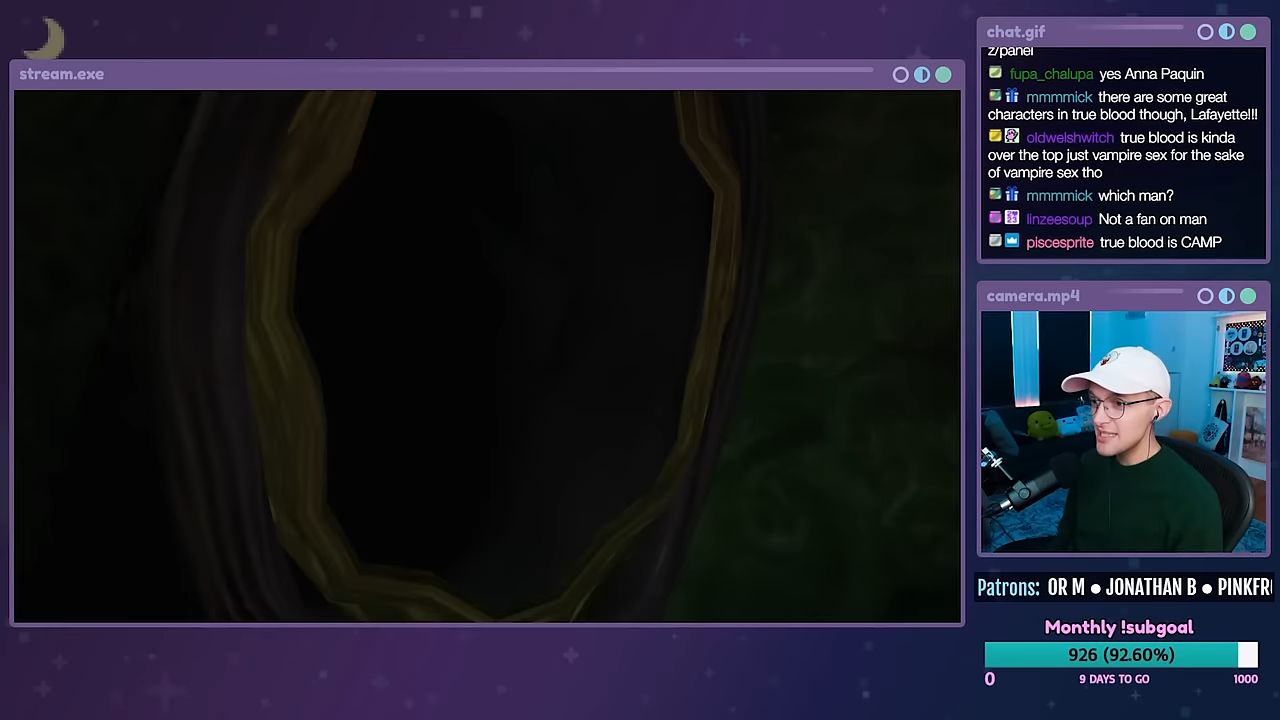 stream.exe
chat.gif
z/panel
fupa_chalupa yes Anna Paquin
mmmmick there are some great
characters in true blood though, Lafayette!!!
oldwelshwitch true blood is kinda
over the top just vampire sex for the sake
of vampire sex tho
mmmmick which man?
linzeesoup Not a fan on man
piscesprite true blood is CAMP
camera.mp4
Patrons: OR M ● JONATHAN B ● PINKFR
Monthly !subgoal
926 (92.60%)
0 9 DAYS TO GO 1000